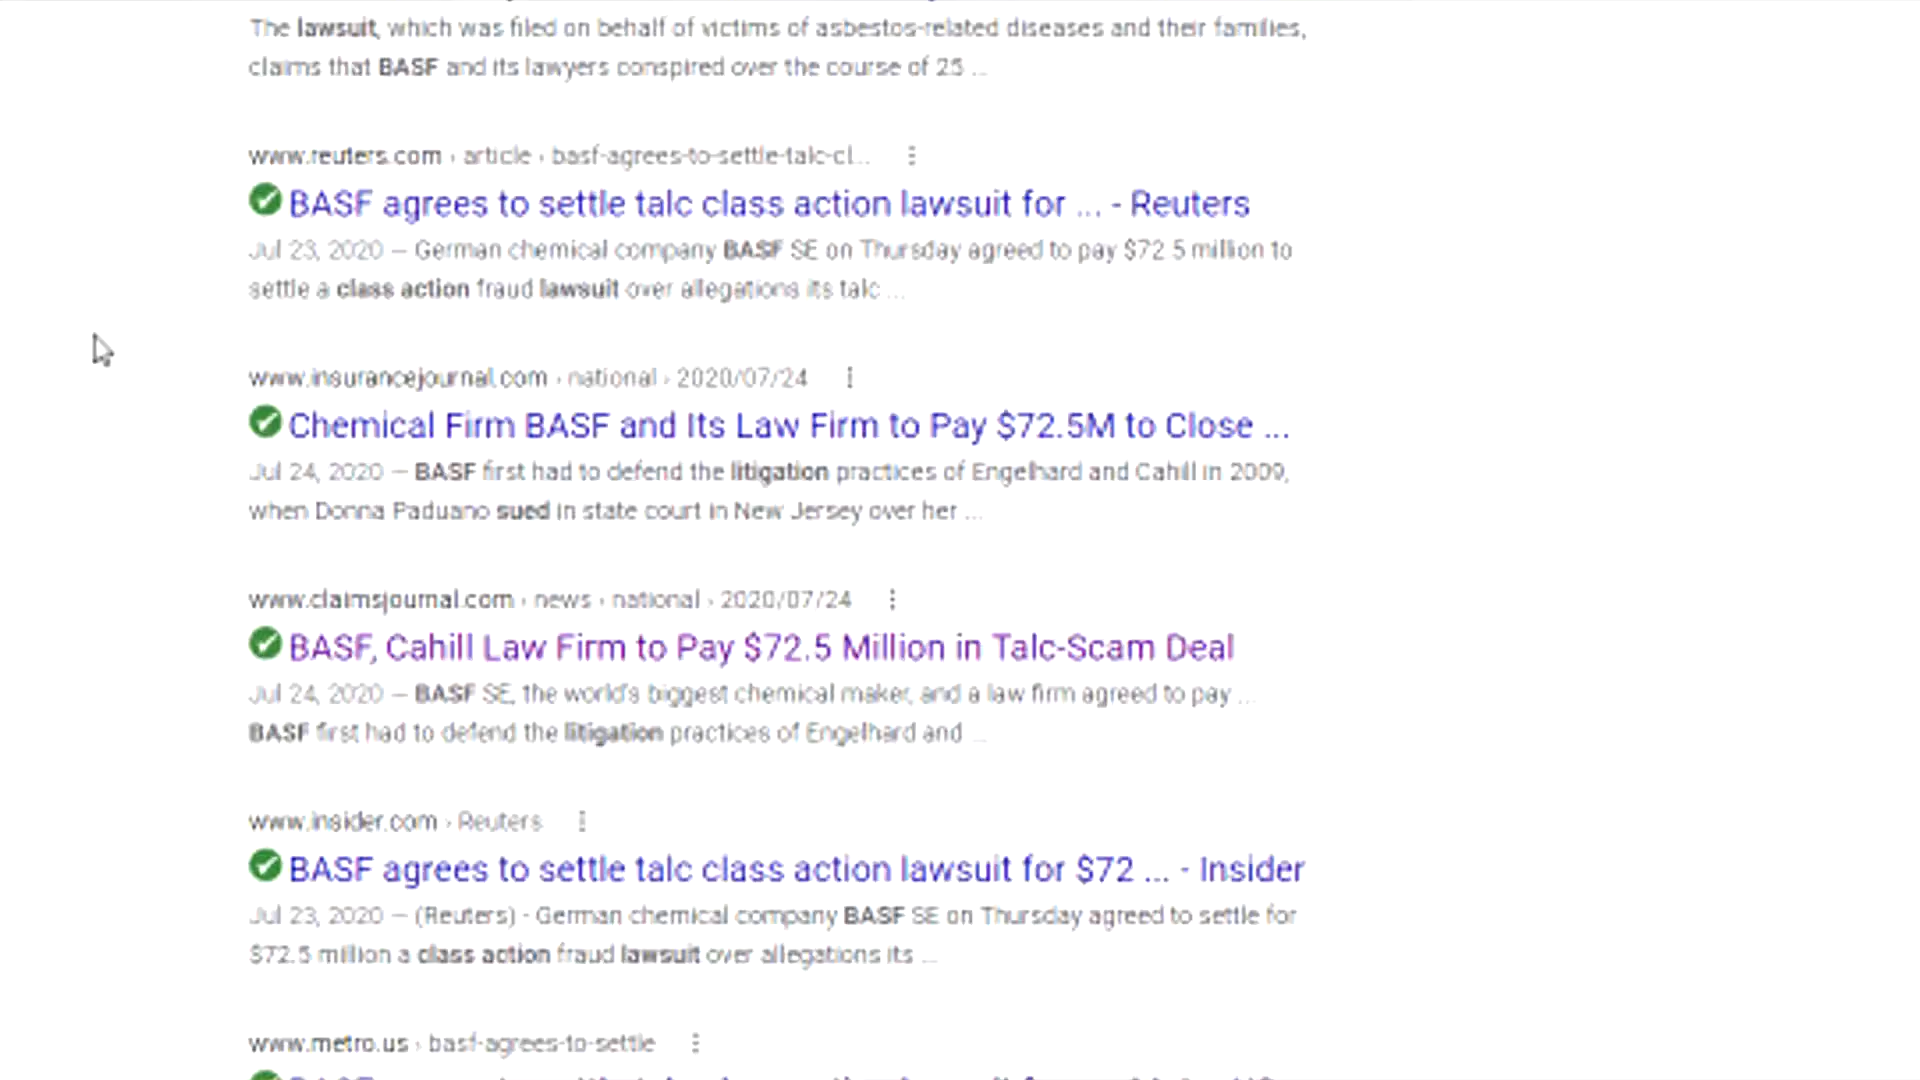 The lawsuit, which was filed on behalf of victims of asbestos-related diseases and their families,
claims that BASF and its lawyers conspired over the course of 25 ...
www.reuters.com › article › basf-agrees-to-settle-talc-cl...
BASF agrees to settle talc class action lawsuit for ... - Reuters
Jul 23, 2020 — German chemical company BASF SE on Thursday agreed to pay $72.5 million to
settle a class action fraud lawsuit over allegations its talc ...
www.insurancejournal.com › national › 2020/07/24
Chemical Firm BASF and Its Law Firm to Pay $72.5M to Close ...
Jul 24, 2020 — BASF first had to defend the litigation practices of Engelhard and Cahill in 2009,
when Donna Paduano sued in state court in New Jersey over her ...
www.claimsjournal.com › news › national › 2020/07/24
BASF, Cahill Law Firm to Pay $72.5 Million in Talc-Scam Deal
Jul 24, 2020 — BASF SE, the world's biggest chemical maker, and a law firm agreed to pay ...
BASF first had to defend the litigation practices of Engelhard and ...
www.insider.com › Reuters
BASF agrees to settle talc class action lawsuit for $72 ... - Insider
Jul 23, 2020 — (Reuters) - German chemical company BASF SE on Thursday agreed to settle for
$72.5 million a class action fraud lawsuit over allegations its ...
www.metro.us › basf-agrees-to-settle